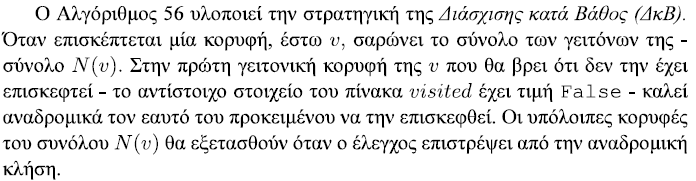 Ο Αλγόριθμος 56 υλοποιεί την στρατηγική της Διάσχισης κατά Βάθος (ΔκΒ).
Όταν επισκέπτεται μία κορυφή, έστω v, σαρώνει το σύνολο των γειτόνων της -
σύνολο N(v). Στην πρώτη γειτονική κορυφή της v που θα βρει ότι δεν την έχει
επισκεφτεί - το αντίστοιχο στοιχείο του πίνακα visited έχει τιμή False - καλεί
αναδρομικά τον εαυτό του προκειμένου να την επισκεφθεί. Οι υπόλοιπες κορυφές
του συνόλου N(v) θα εξετασθούν όταν ο έλεγχος επιστρέψει από την αναδρομική
κλήση.